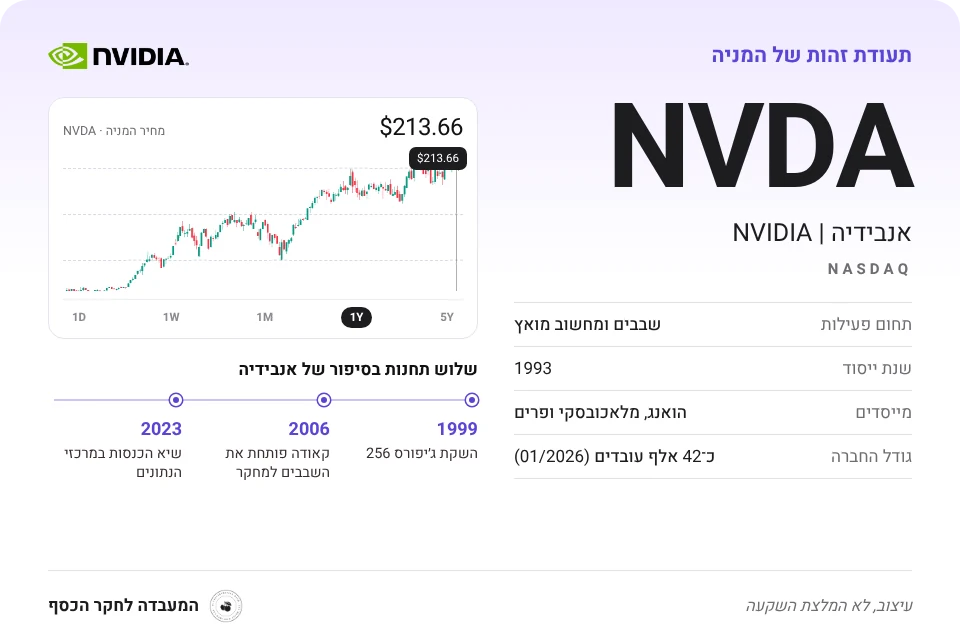 תעודת זהות של המניה
NVIDIA.
NVDA
אנבידיה | NVIDIA
NASDAQ
תחום פעילות שבבים ומחשוב מואץ
שנת ייסוד 1993
מייסדים הואנג, מלאכובסקי ופרים
גודל החברה כ־42 אלף עובדים (01/2026)
מחיר המניה · NVDA
$213.66
$213.66
1D 1W 1M 1Y 5Y
שלוש תחנות בסיפור של אנבידיה
1999
השקת ג'יפורס 256
2006
קאודה פותחת את
השבבים למחקר
2023
שיא הכנסות במרכזי
הנתונים
עיצוב, לא המלצת השקעה
המעבדה לחקר הכסף